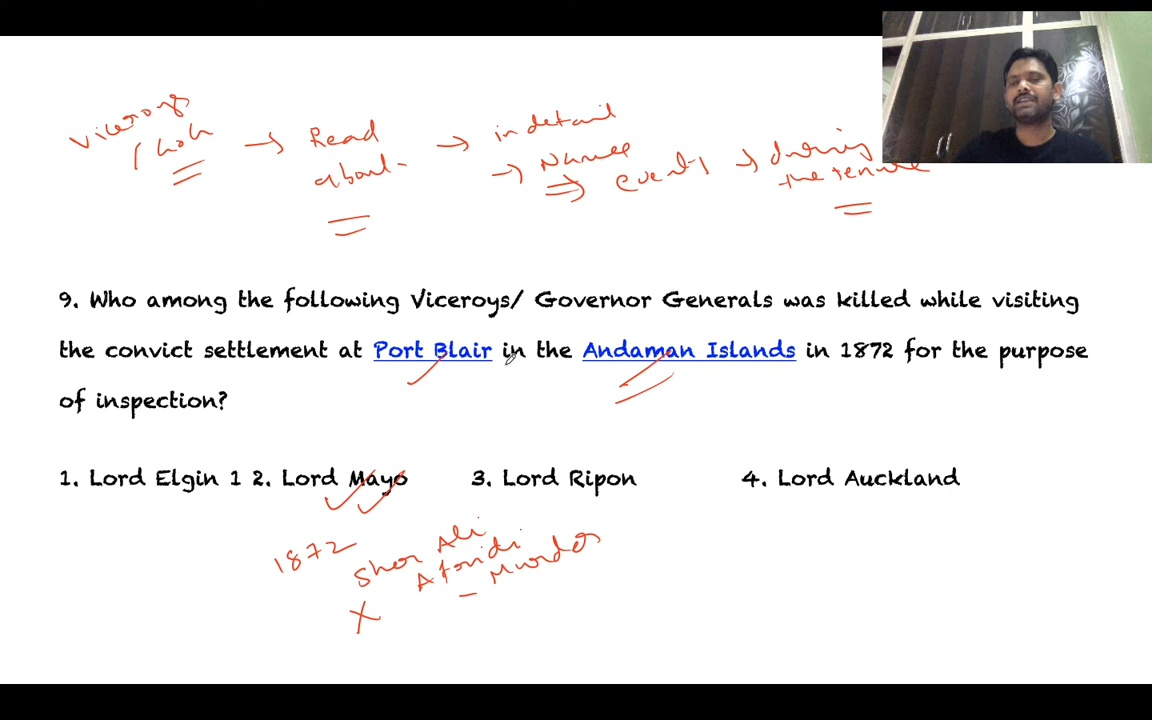 Viceroys → Read → in detail
/ GoG about → Names
⇒ events → during
the tenure
9. Who among the following Viceroys/ Governor Generals was killed while visiting
the convict settlement at Port Blair in the Andaman Islands in 1872 for the purpose
of inspection?
1. Lord Elgin 1 2. Lord Mayo 3. Lord Ripon 4. Lord Auckland
1872 Sher Ali
Afridi
- Murder
X